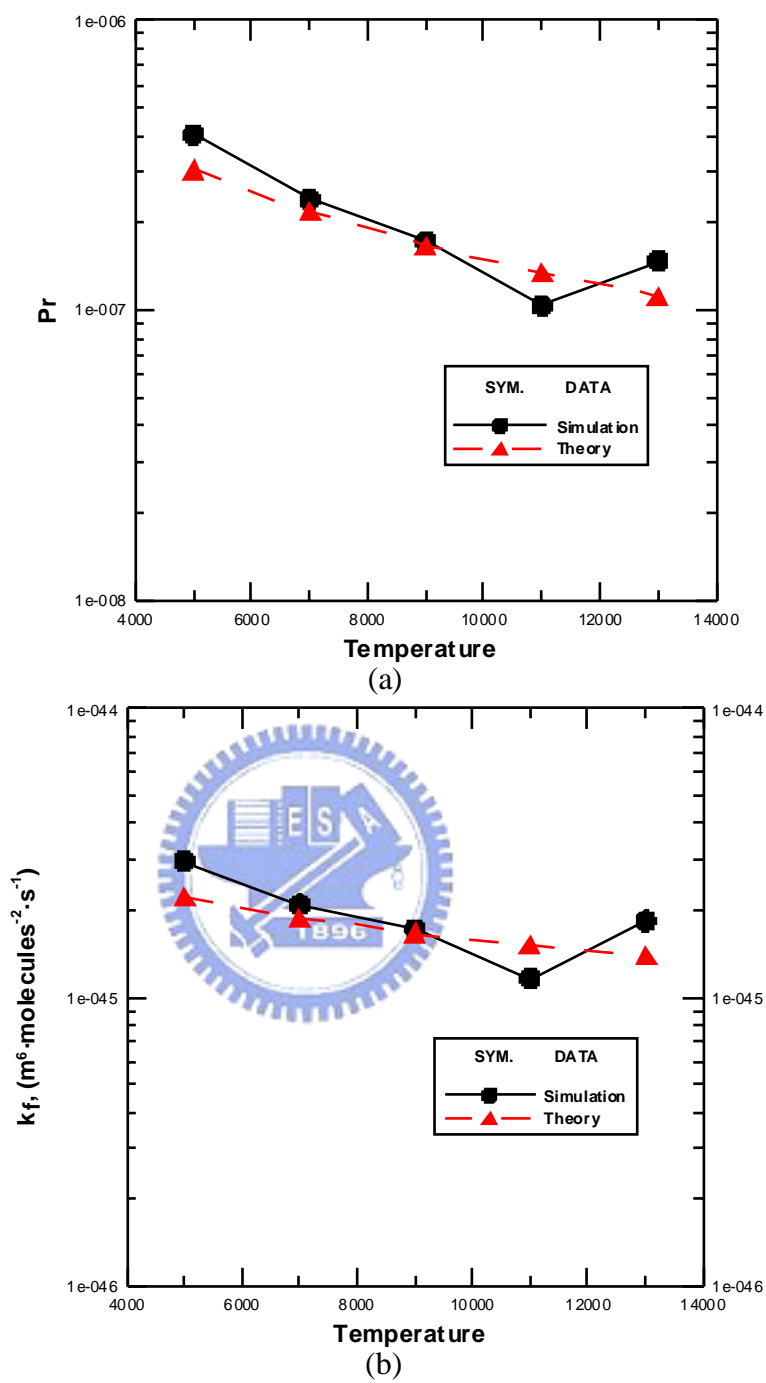 1e-006
1e-007
1e-008
Pr
SYM. DATA
Simulation
Theory
4000 6000 8000 10000 12000 14000
Temperature
(a)
1e-044 1e-044
1e-045 1e-045
1e-046 1e-046
k_f, (m⁶·molecules⁻²·s⁻¹)
E S A
1896
SYM. DATA
Simulation
Theory
4000 6000 8000 10000 12000 14000
Temperature
(b)